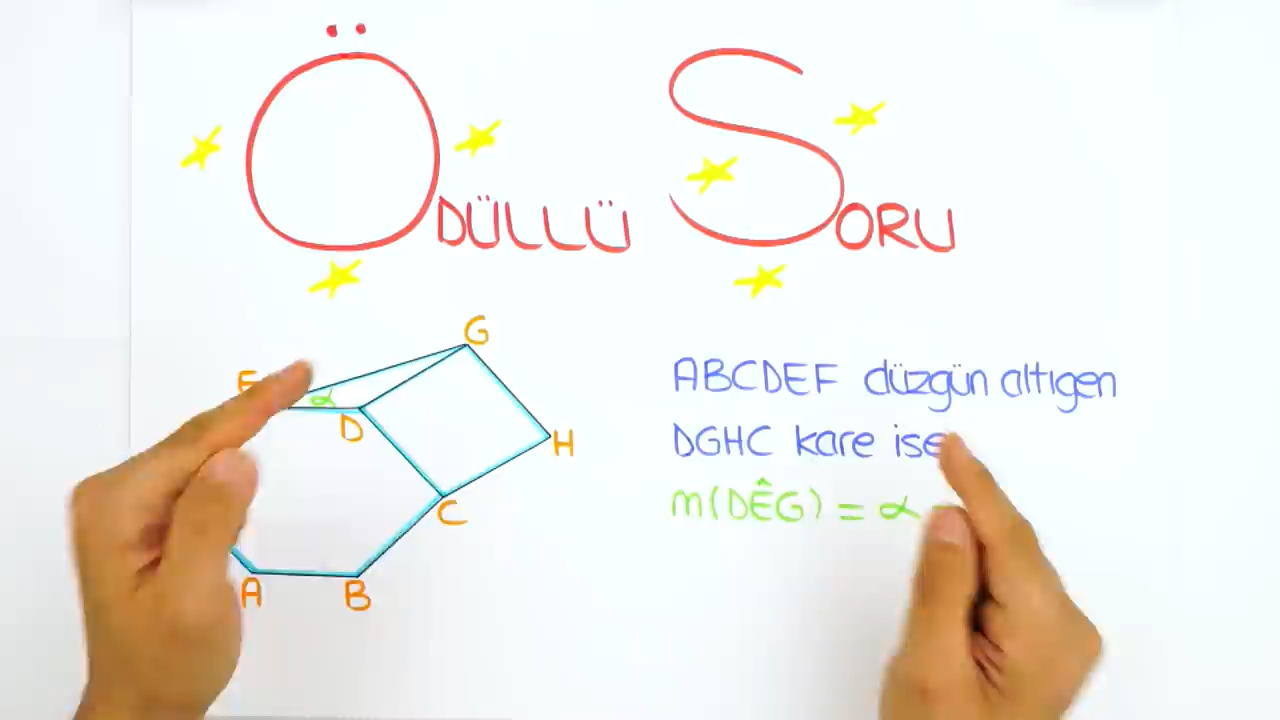 ÖDÜLLÜ SORU
G
E
α
D
H
C
A
B
ABCDEF düzgün altıgen
DGHC kare ise
m(DÊG) = α